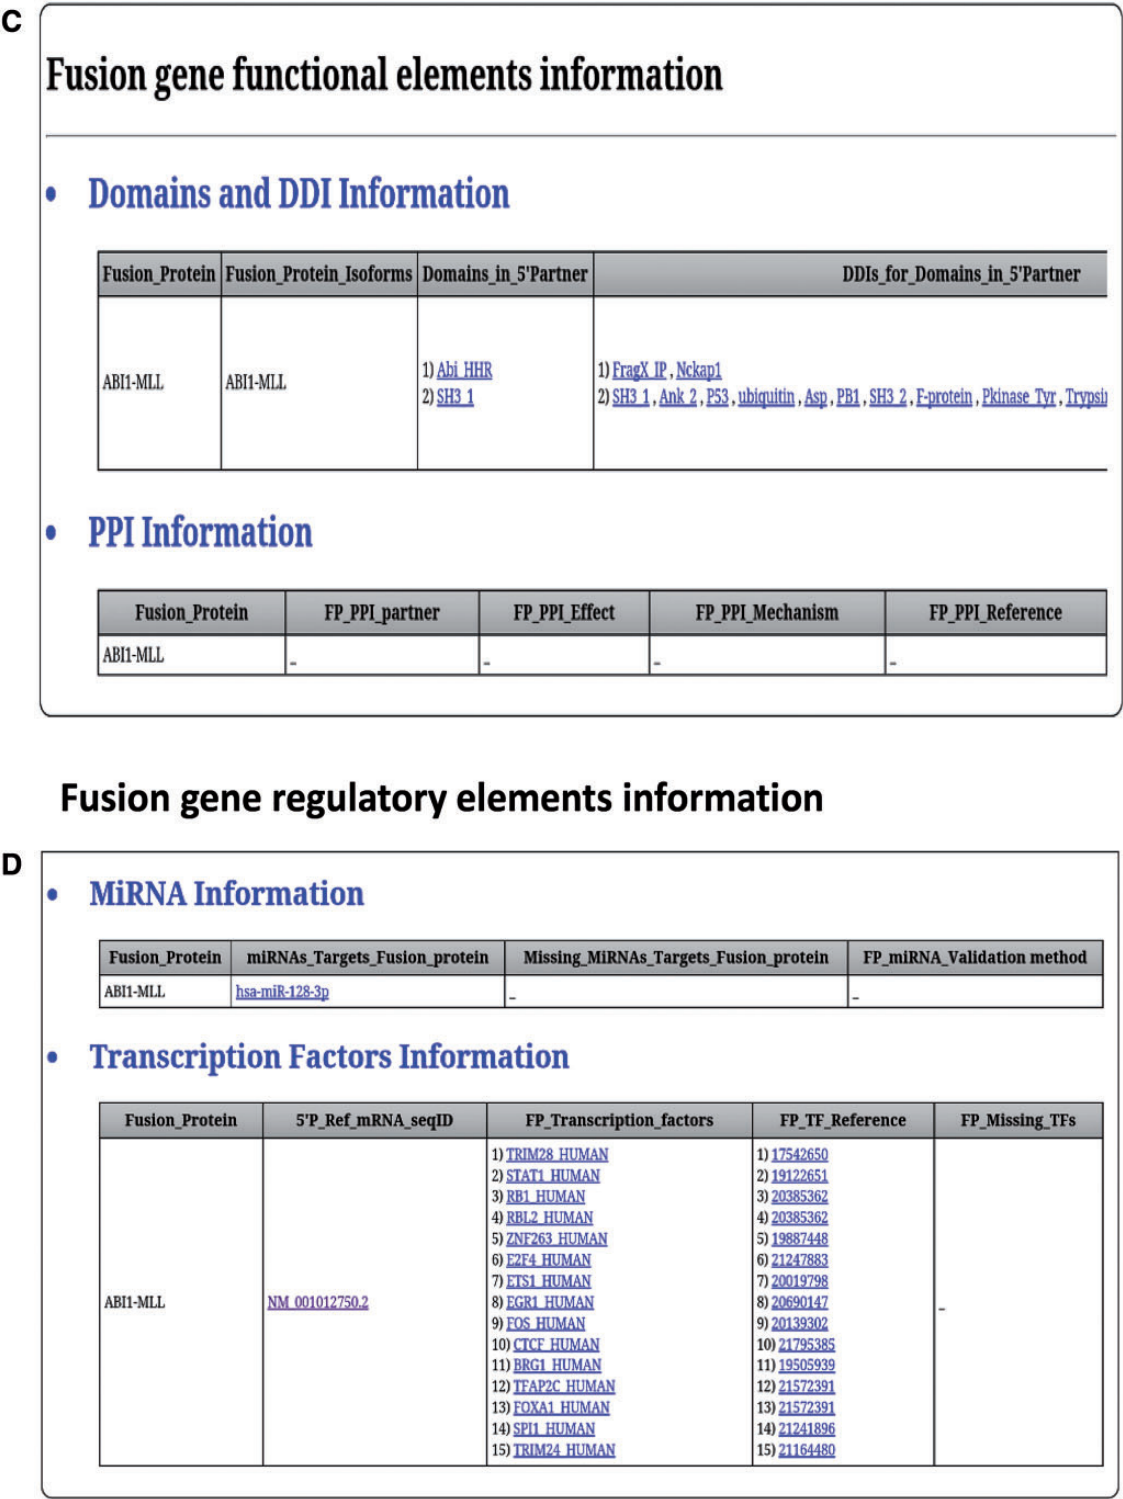 C
Fusion gene functional elements information
• Domains and DDI Information
Fusion_Protein Fusion_Protein_Isoforms Domains_in_5'Partner DDIs_for_Domains_in_5'Partner
ABI1-MLL ABI1-MLL
1) Abi_HHR 1) FragX_IP , Nckap1
2) SH3_1 2) SH3_1 , Ank_2 , P53 , ubiquitin , Asp , PB1 , SH3_2 , F-protein , Pkinase_Tyr , Trypsi
• PPI Information
Fusion_Protein FP_PPI_partner FP_PPI_Effect FP_PPI_Mechanism FP_PPI_Reference
ABI1-MLL _ _ _ _
Fusion gene regulatory elements information
D
• MiRNA Information
Fusion_Protein miRNAs_Targets_Fusion_protein Missing_MiRNAs_Targets_Fusion_protein FP_miRNA_Validation method
ABI1-MLL hsa-miR-128-3p _ _
• Transcription Factors Information
Fusion_Protein 5'P_Ref_mRNA_seqID FP_Transcription_factors FP_TF_Reference FP_Missing_TFs
1) TRIM28_HUMAN 1) 17542650
2) STAT1_HUMAN 2) 19122651
3) RB1_HUMAN 3) 20385362
4) RBL2_HUMAN 4) 20385362
5) ZNF263_HUMAN 5) 19887448
6) E2F4_HUMAN 6) 21247883
7) ETS1_HUMAN 7) 20019798
ABI1-MLL NM_001012750.2 8) EGR1_HUMAN 8) 20690147 _
9) FOS_HUMAN 9) 20139302
10) CTCF_HUMAN 10) 21795385
11) BRG1_HUMAN 11) 19505939
12) TFAP2C_HUMAN 12) 21572391
13) FOXA1_HUMAN 13) 21572391
14) SPI1_HUMAN 14) 21241896
15) TRIM24_HUMAN 15) 21164480